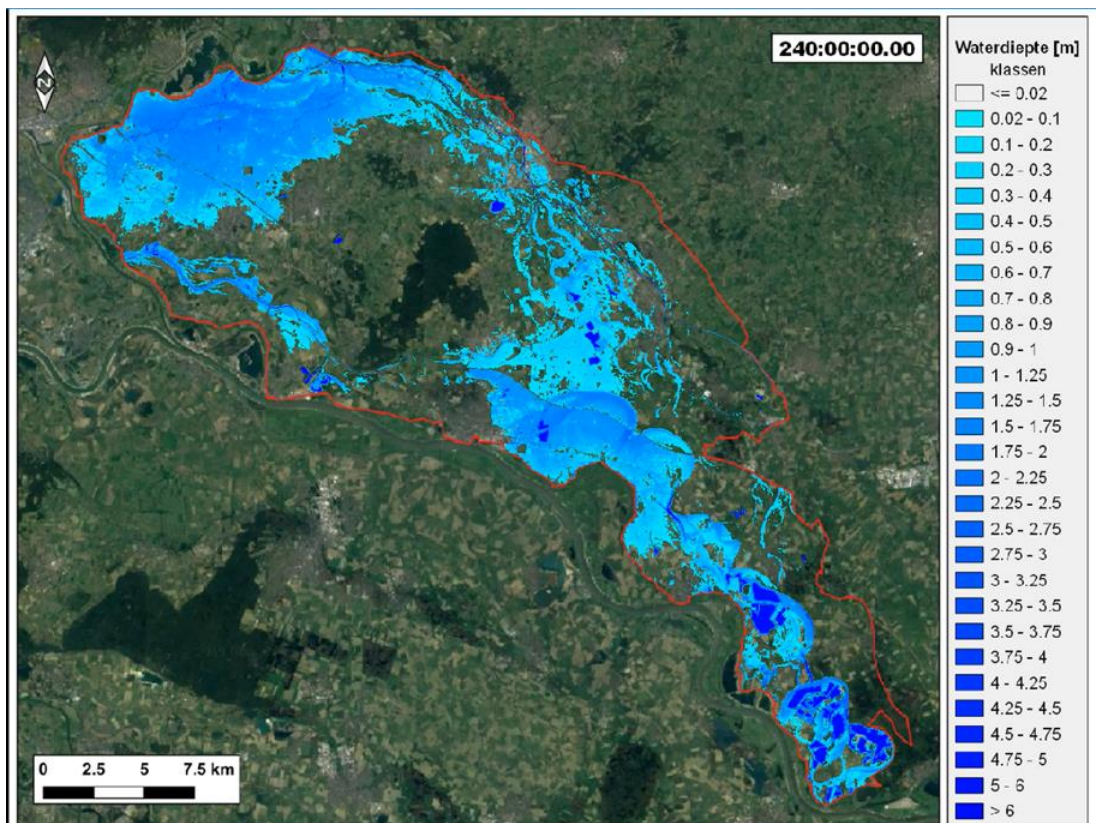 240:00:00.00
N
0 2.5 5 7.5 km
Waterdiepte [m]
klassen
<= 0.02
0.02 - 0.1
0.1 - 0.2
0.2 - 0.3
0.3 - 0.4
0.4 - 0.5
0.5 - 0.6
0.6 - 0.7
0.7 - 0.8
0.8 - 0.9
0.9 - 1
1 - 1.25
1.25 - 1.5
1.5 - 1.75
1.75 - 2
2 - 2.25
2.25 - 2.5
2.5 - 2.75
2.75 - 3
3 - 3.25
3.25 - 3.5
3.5 - 3.75
3.75 - 4
4 - 4.25
4.25 - 4.5
4.5 - 4.75
4.75 - 5
5 - 6
> 6